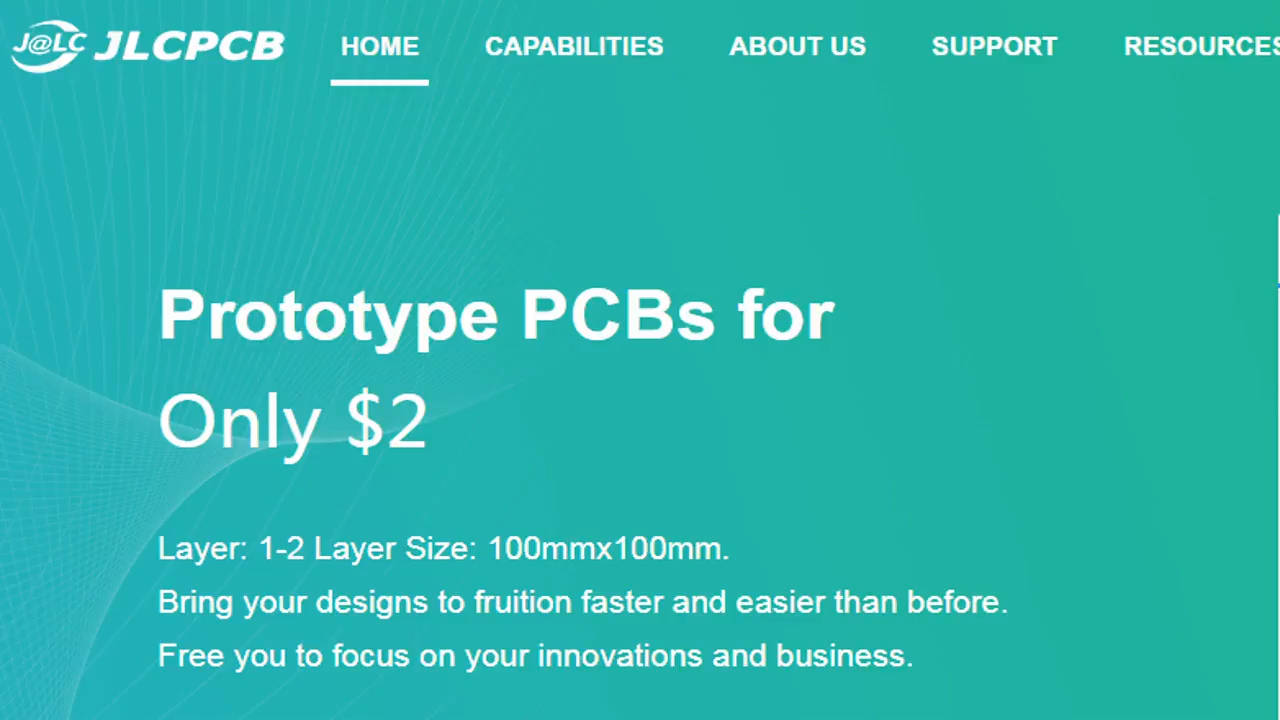 J@LC JLCPCB HOME CAPABILITIES ABOUT US SUPPORT RESOURCES
Prototype PCBs for
Only $2
Layer: 1-2 Layer Size: 100mmx100mm.
Bring your designs to fruition faster and easier than before.
Free you to focus on your innovations and business.